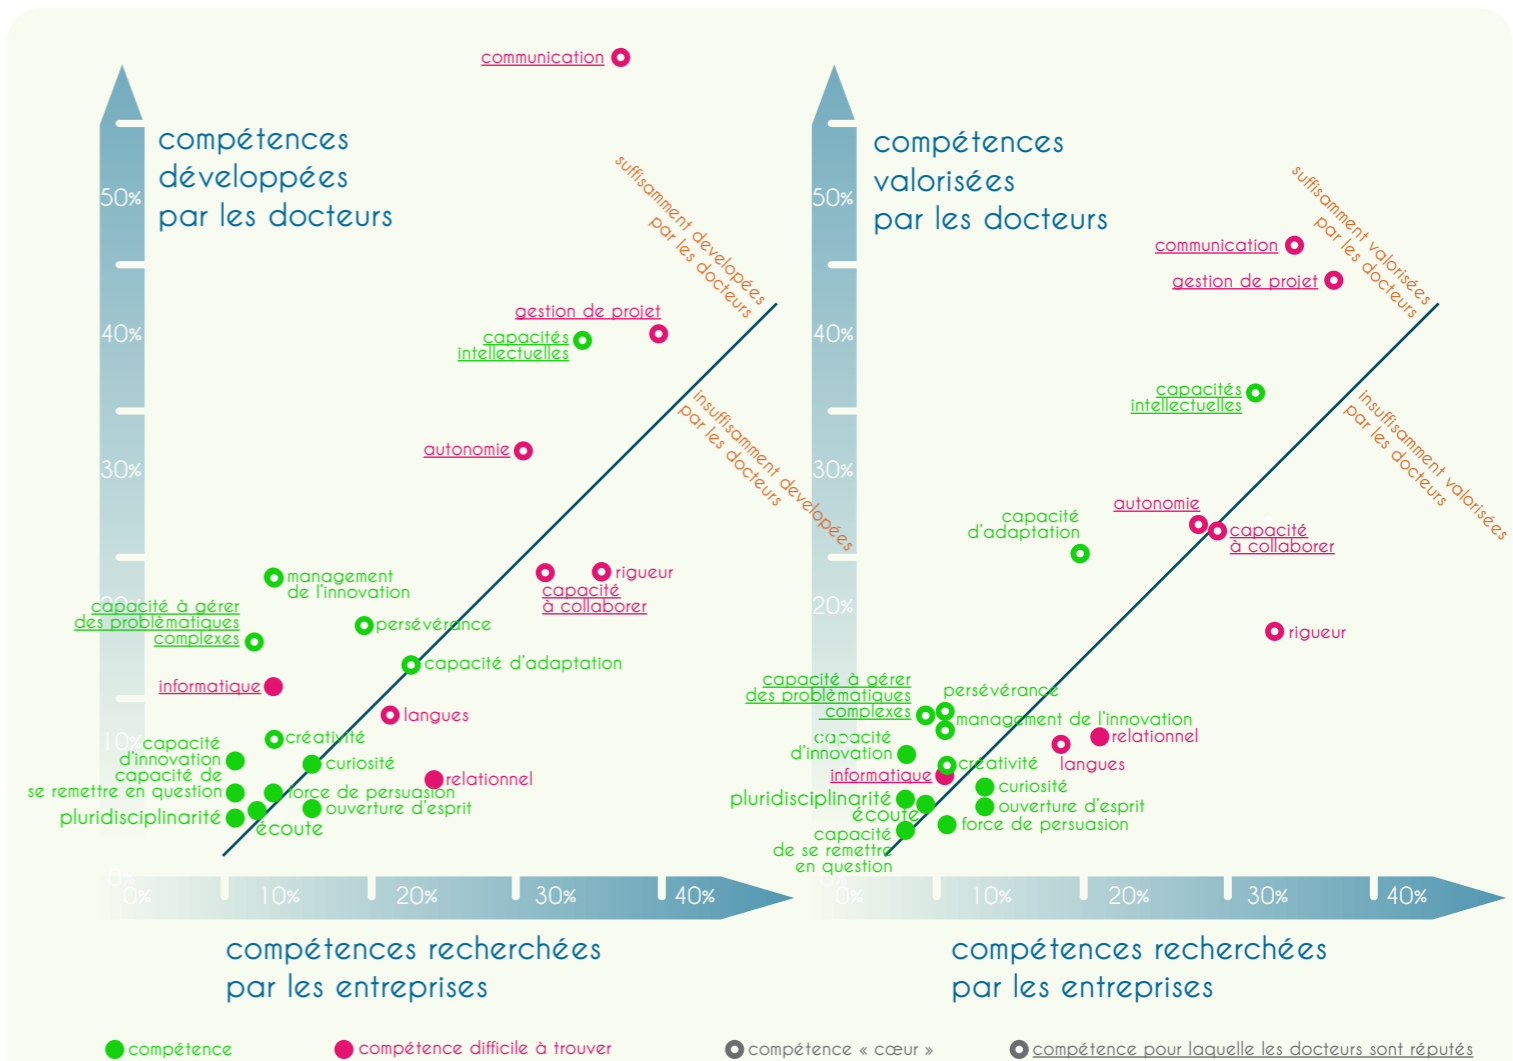 communication
compétences
développées
par les docteurs
50%
40%
30%
20%
10%
0%
suffisamment developées
par les docteurs
gestion de projet
capacités
intellectuelles
insuffisamment developées
par les docteurs
autonomie
management
de l'innovation
rigueur
capacité
à collaborer
capacité à gérer
des problèmatiques
complexes
persévérance
capacité d'adaptation
informatique
langues
créativité
capacité
d'innovation
curiosité
capacité de
se remettre en question
relationnel
force de persuasion
ouverture d'esprit
pluridisciplinarité
écoute
0%
10%
20%
30%
40%
compétences recherchées
par les entreprises
compétences
valorisées
par les docteurs
50%
40%
30%
20%
suffisamment valorisées
par les docteurs
communication
gestion de projet
capacités
intellectuelles
insuffisamment valorisées
par les docteurs
autonomie
capacité
à collaborer
capacité
d'adaptation
rigueur
capacité à gérer
des problèmatiques
complexes
persévérance
management de l'innovation
relationnel
capacité
d'innovation
langues
créativité
informatique
curiosité
pluridisciplinarité
ouverture d'esprit
écoute
force de persuasion
capacité
de se remettre
en question
0%
10%
20%
30%
40%
compétences recherchées
par les entreprises
compétence
compétence difficile à trouver
compétence « cœur »
compétence pour laquelle les docteurs sont réputés